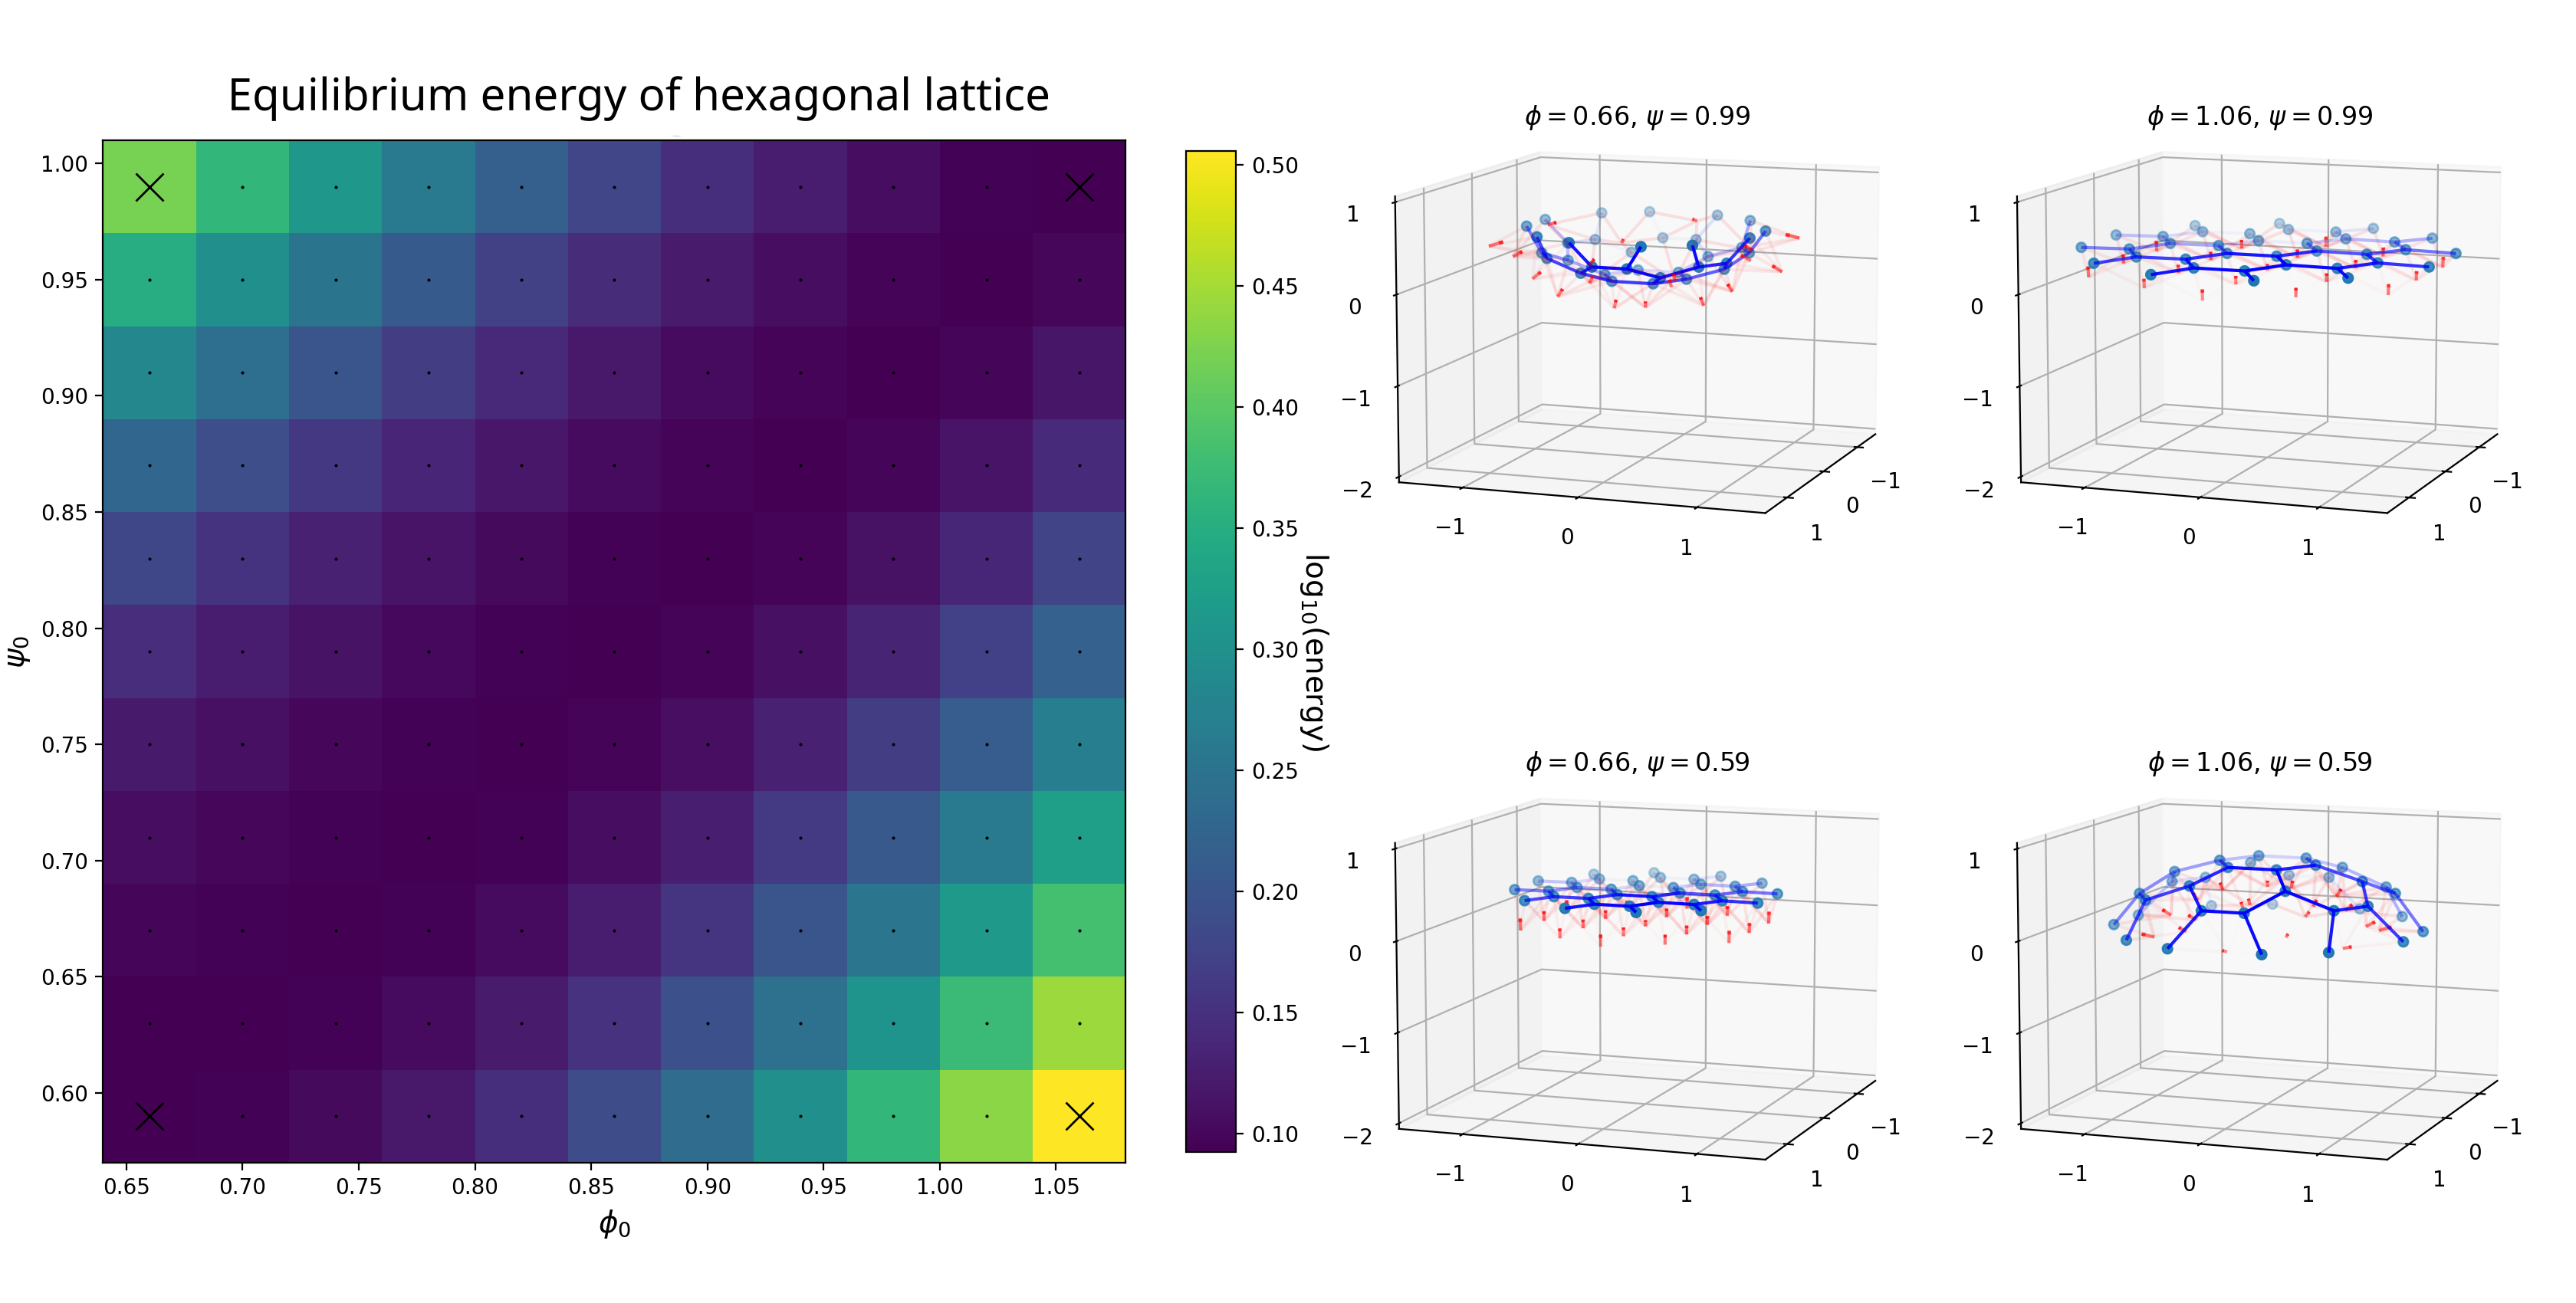 Equilibrium energy of hexagonal lattice
1.00
0.95
0.90
0.85
0.80
0.75
0.70
0.65
0.60
ψ₀
0.65 0.70 0.75 0.80 0.85 0.90 0.95 1.00 1.05
ϕ₀
0.50
0.45
0.40
0.35
0.30
0.25
0.20
0.15
0.10
log₁₀(energy)
ϕ = 0.66, ψ = 0.99
1
0
−1
−2
−1 0 1
1 0 −1
ϕ = 1.06, ψ = 0.99
1
0
−1
−2
−1 0 1
1 0 −1
ϕ = 0.66, ψ = 0.59
1
0
−1
−2
−1 0 1
1 0 −1
ϕ = 1.06, ψ = 0.59
1
0
−1
−2
−1 0 1
1 0 −1